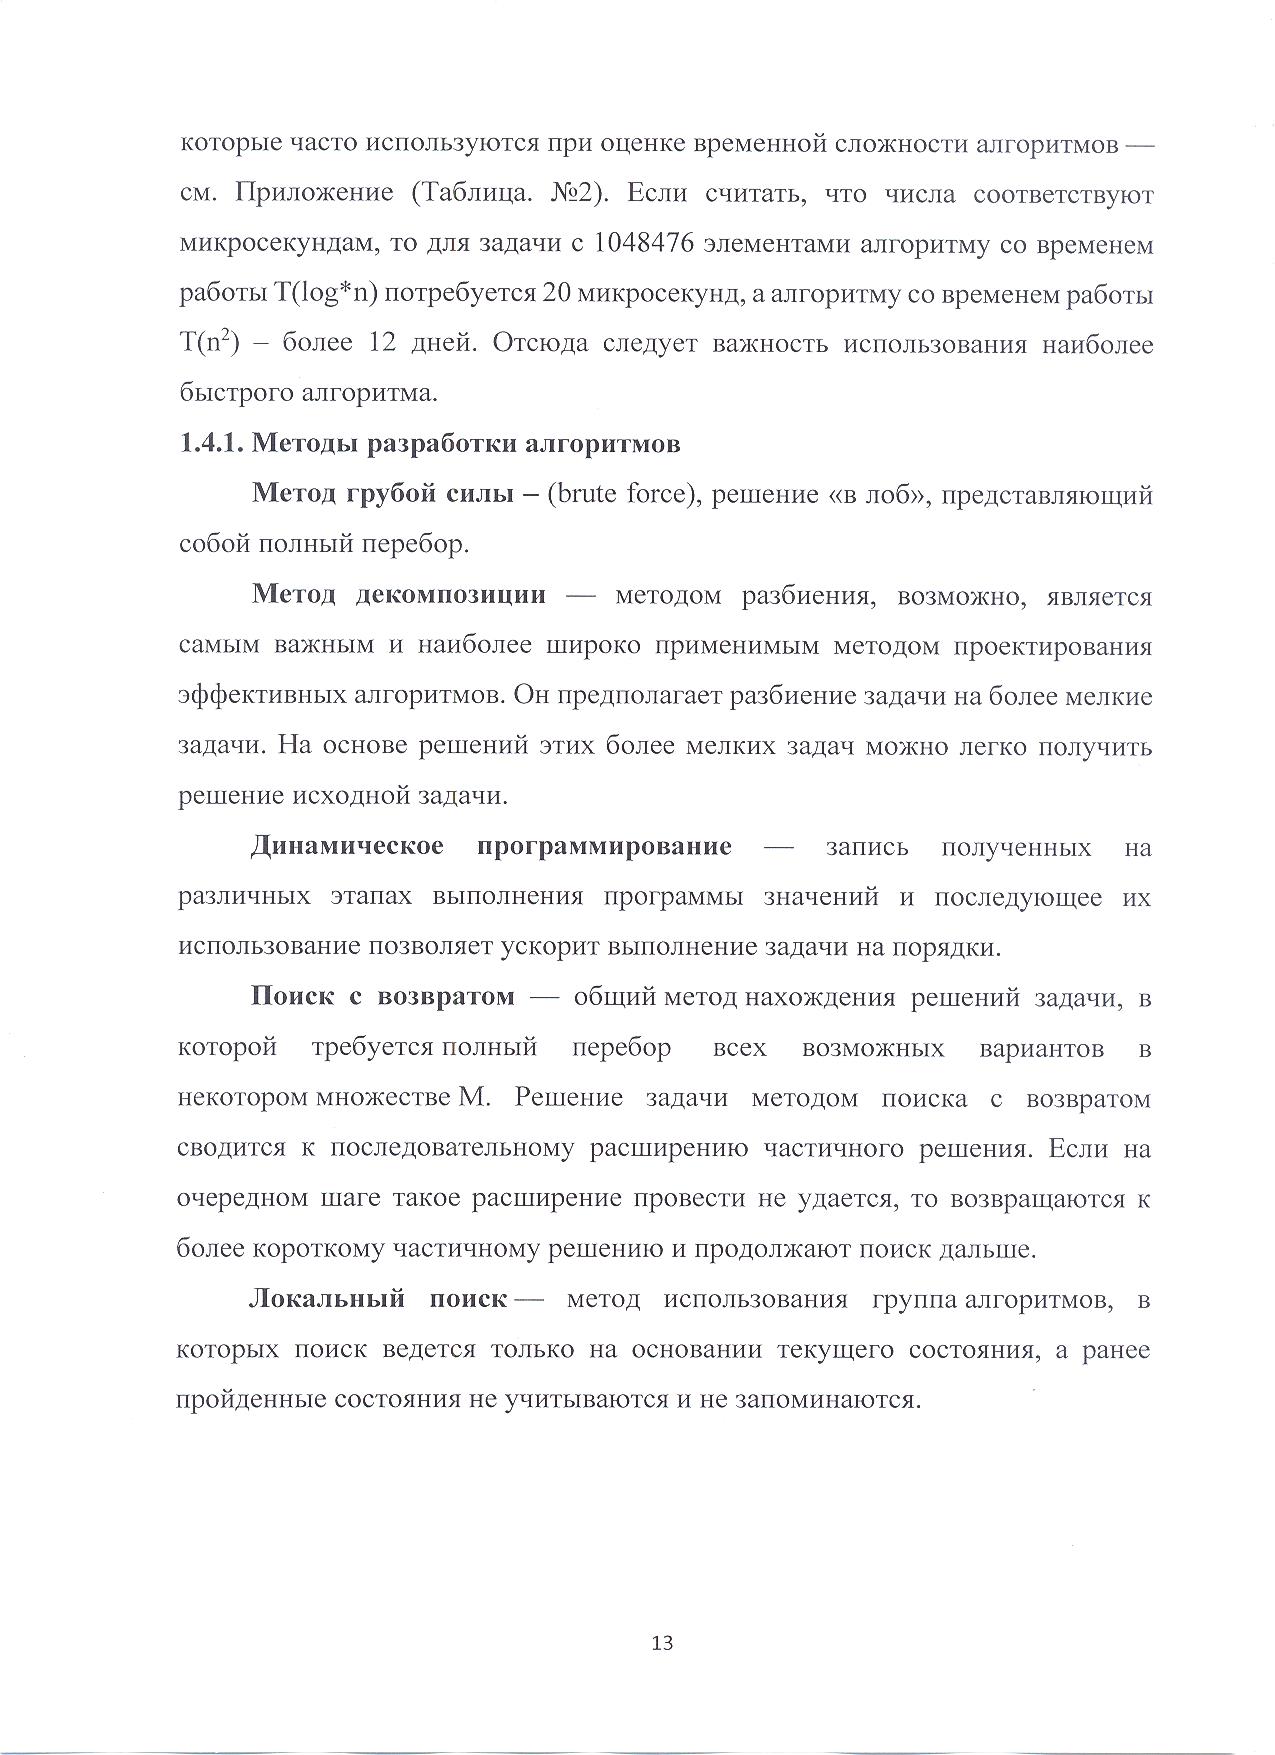 которые часто используются при оценке временной сложности алгоритмов —
см. Приложение (Таблица. №2). Если считать, что числа соответствуют
микросекундам, то для задачи с 1048476 элементами алгоритму со временем
работы T(log*n) потребуется 20 микросекунд, а алгоритму со временем работы
T(n²) – более 12 дней. Отсюда следует важность использования наиболее
быстрого алгоритма.
1.4.1. Методы разработки алгоритмов
Метод грубой силы – (brute force), решение «в лоб», представляющий
собой полный перебор.
Метод декомпозиции — методом разбиения, возможно, является
самым важным и наиболее широко применимым методом проектирования
эффективных алгоритмов. Он предполагает разбиение задачи на более мелкие
задачи. На основе решений этих более мелких задач можно легко получить
решение исходной задачи.
Динамическое программирование — запись полученных на
различных этапах выполнения программы значений и последующее их
использование позволяет ускорит выполнение задачи на порядки.
Поиск с возвратом — общий метод нахождения решений задачи, в
которой требуется полный перебор всех возможных вариантов в
некотором множестве М. Решение задачи методом поиска с возвратом
сводится к последовательному расширению частичного решения. Если на
очередном шаге такое расширение провести не удается, то возвращаются к
более короткому частичному решению и продолжают поиск дальше.
Локальный поиск — метод использования группа алгоритмов, в
которых поиск ведется только на основании текущего состояния, а ранее
пройденные состояния не учитываются и не запоминаются.
13